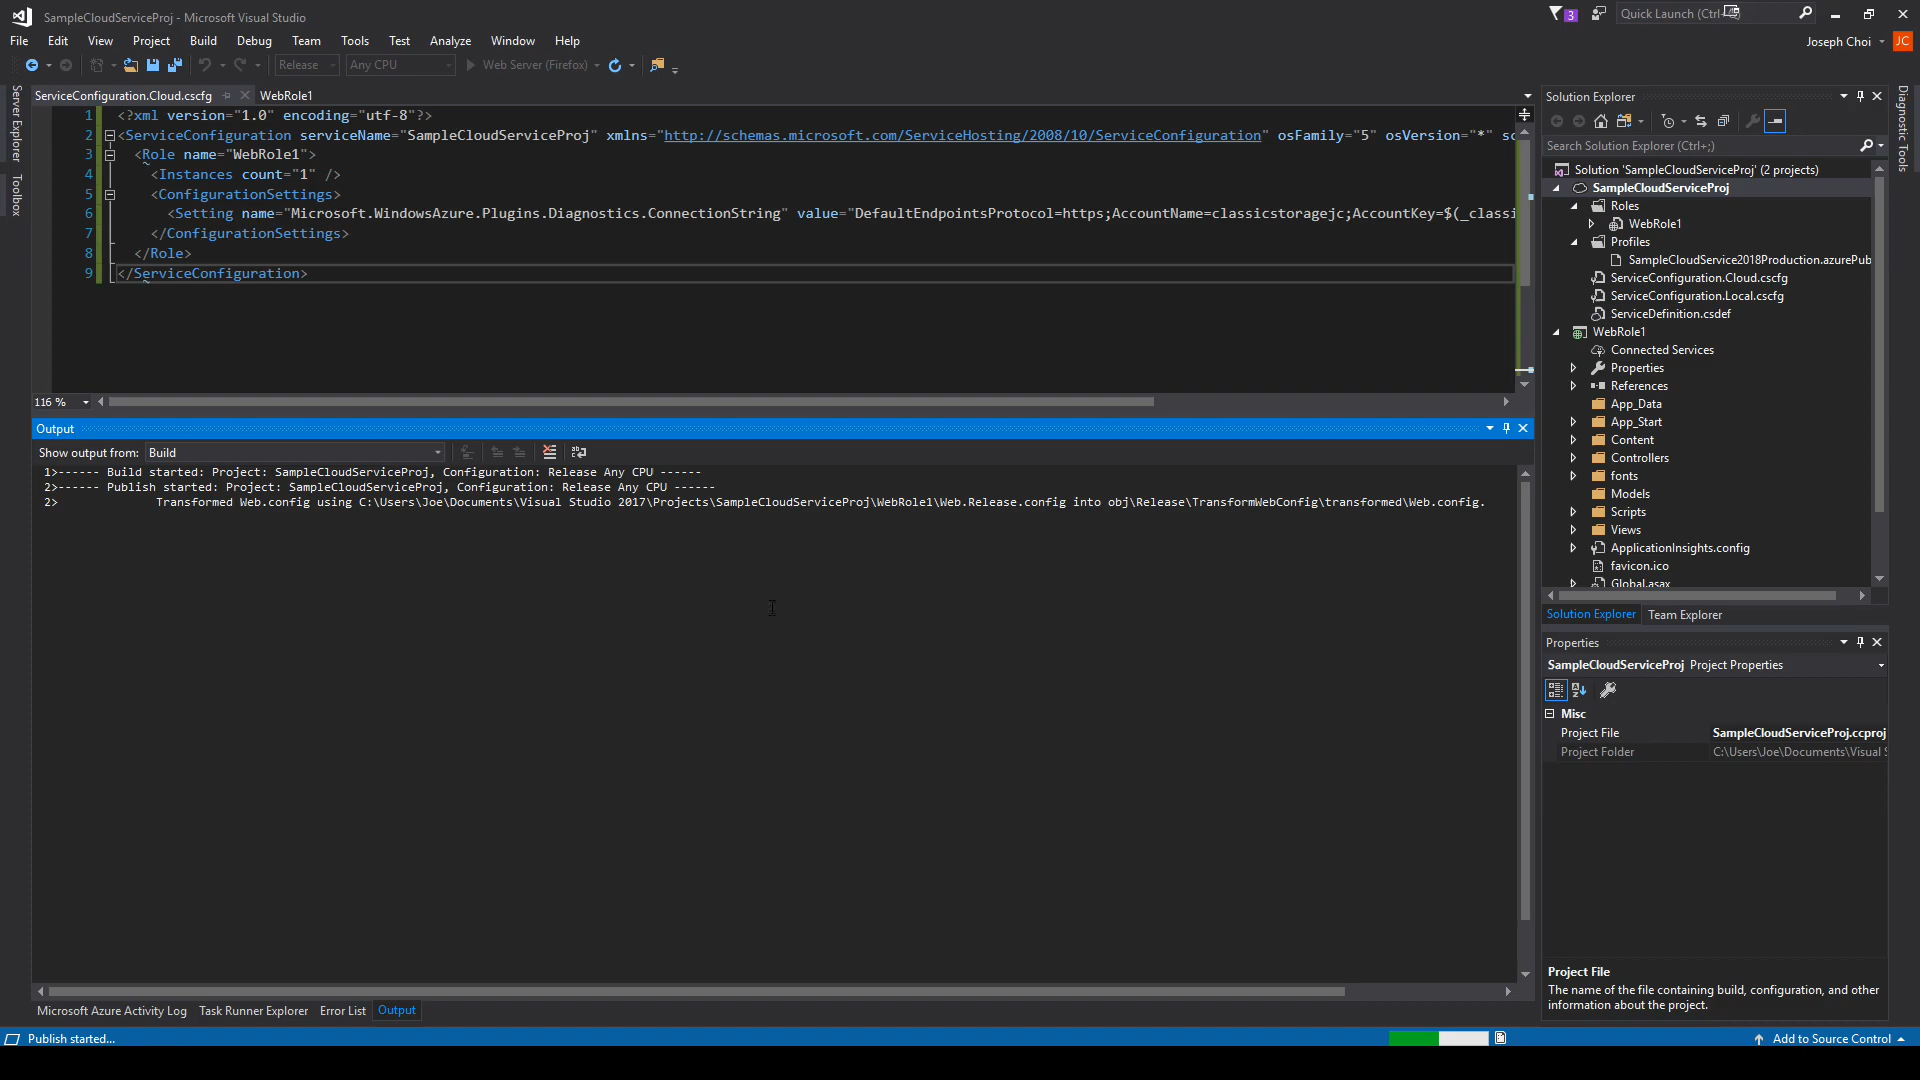 SampleCloudServiceProj - Microsoft Visual Studio
3
Quick Launch (Ctrl+Q)
File Edit View Project Build Debug Team Tools Test Analyze Window Help
Joseph Choi
JC
Release
Any CPU
Web Server (Firefox)
Server Explorer
Toolbox
ServiceConfiguration.Cloud.cscfg
WebRole1
1 <?xml version="1.0" encoding="utf-8"?>
2 <ServiceConfiguration serviceName="SampleCloudServiceProj" xmlns="http://schemas.microsoft.com/ServiceHosting/2008/10/ServiceConfiguration" osFamily="5" osVersion="*" sc
3 <Role name="WebRole1">
4 <Instances count="1" />
5 <ConfigurationSettings>
6 <Setting name="Microsoft.WindowsAzure.Plugins.Diagnostics.ConnectionString" value="DefaultEndpointsProtocol=https;AccountName=classicstoragejc;AccountKey=$(_classi
7 </ConfigurationSettings>
8 </Role>
9 </ServiceConfiguration>
116 %
Output
Show output from: Build
1>------ Build started: Project: SampleCloudServiceProj, Configuration: Release Any CPU ------
2>------ Publish started: Project: SampleCloudServiceProj, Configuration: Release Any CPU ------
2> Transformed Web.config using C:\Users\Joe\Documents\Visual Studio 2017\Projects\SampleCloudServiceProj\WebRole1\Web.Release.config into obj\Release\TransformWebConfig\transformed\Web.config.
Microsoft Azure Activity Log
Task Runner Explorer
Error List
Output
Solution Explorer
Search Solution Explorer (Ctrl+;)
Solution 'SampleCloudServiceProj' (2 projects)
SampleCloudServiceProj
Roles
WebRole1
Profiles
SampleCloudService2018Production.azurePub
ServiceConfiguration.Cloud.cscfg
ServiceConfiguration.Local.cscfg
ServiceDefinition.csdef
WebRole1
Connected Services
Properties
References
App_Data
App_Start
Content
Controllers
fonts
Models
Scripts
Views
ApplicationInsights.config
favicon.ico
Global.asax
Solution Explorer
Team Explorer
Properties
SampleCloudServiceProj Project Properties
Misc
Project File SampleCloudServiceProj.ccproj
Project Folder C:\Users\Joe\Documents\Visual S
Project File
The name of the file containing build, configuration, and other
information about the project.
Diagnostic Tools
Publish started...
Add to Source Control